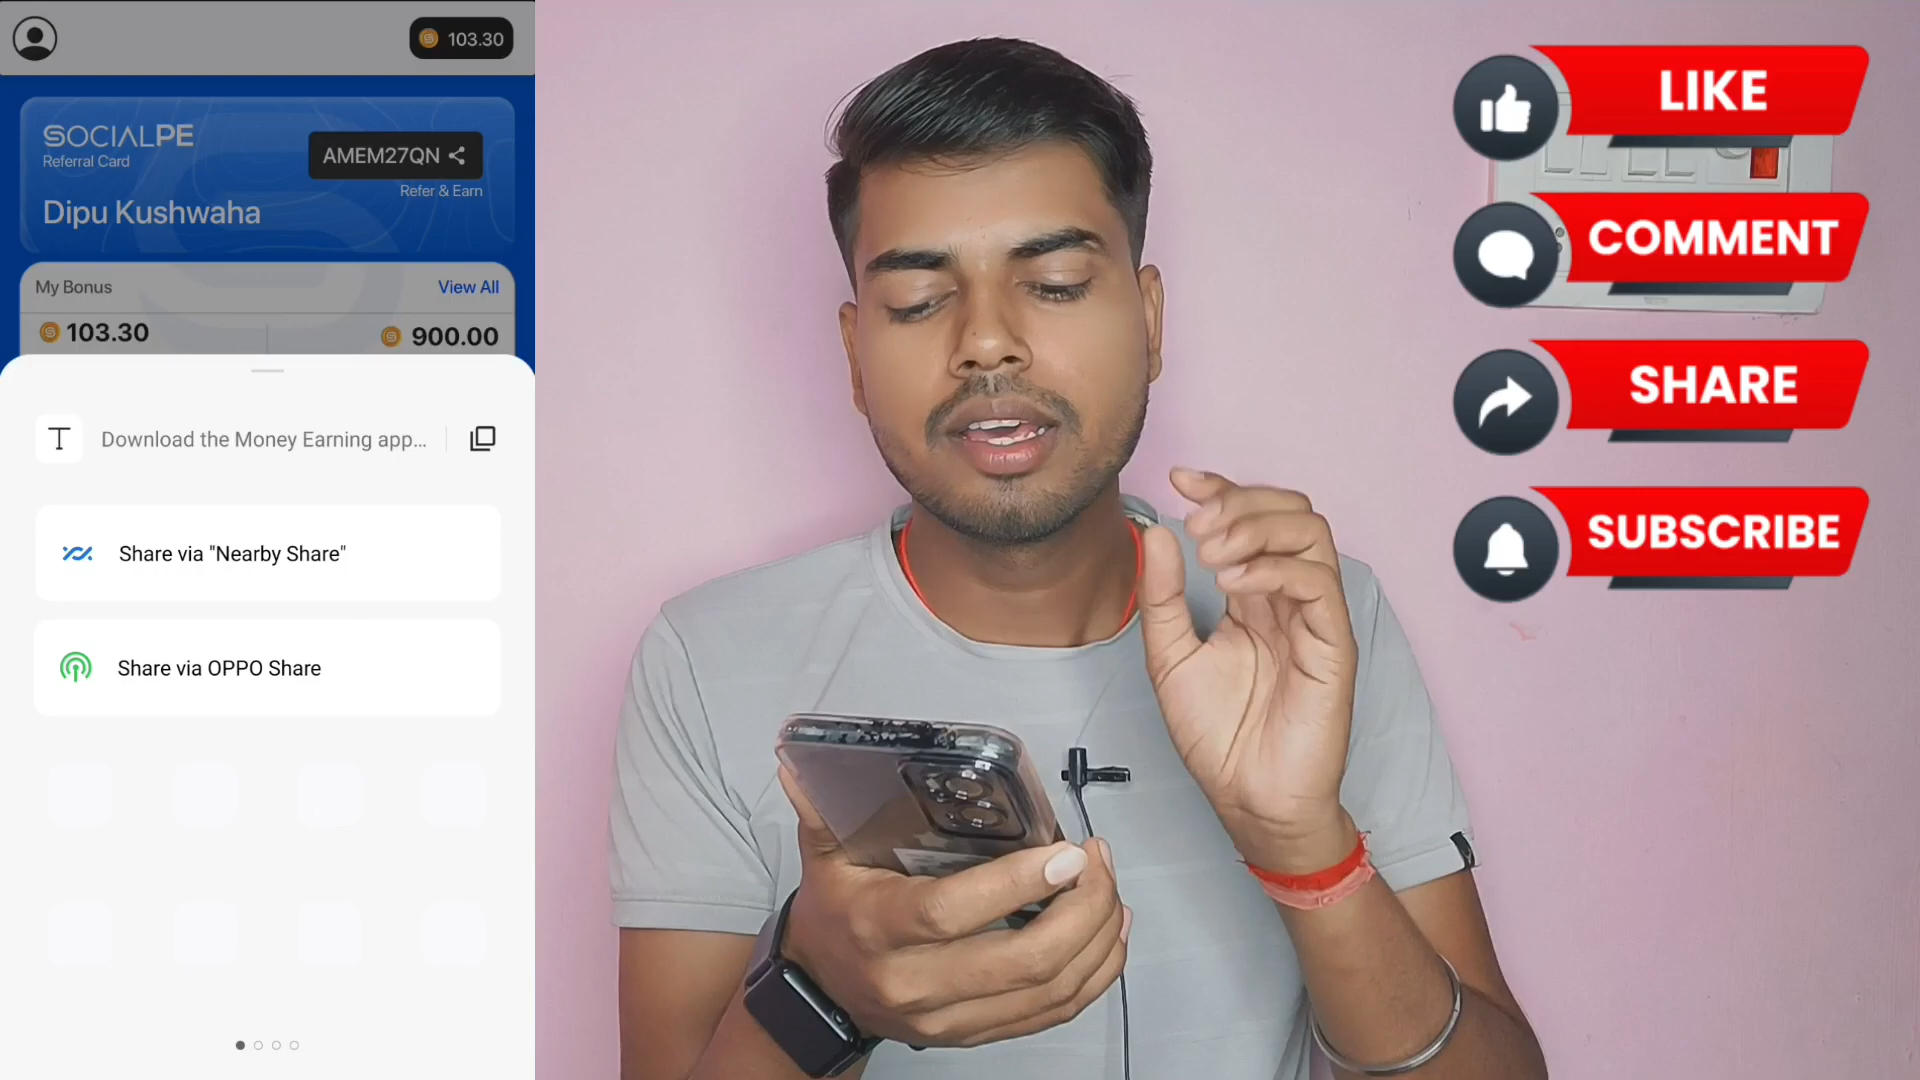 103.30
SOCIALPE
Referral Card
AMEM27QN
Refer & Earn
Dipu Kushwaha
My Bonus
View All
103.30
900.00
T Download the Money Earning app...
Share via "Nearby Share"
Share via OPPO Share
LIKE
COMMENT
SHARE
SUBSCRIBE